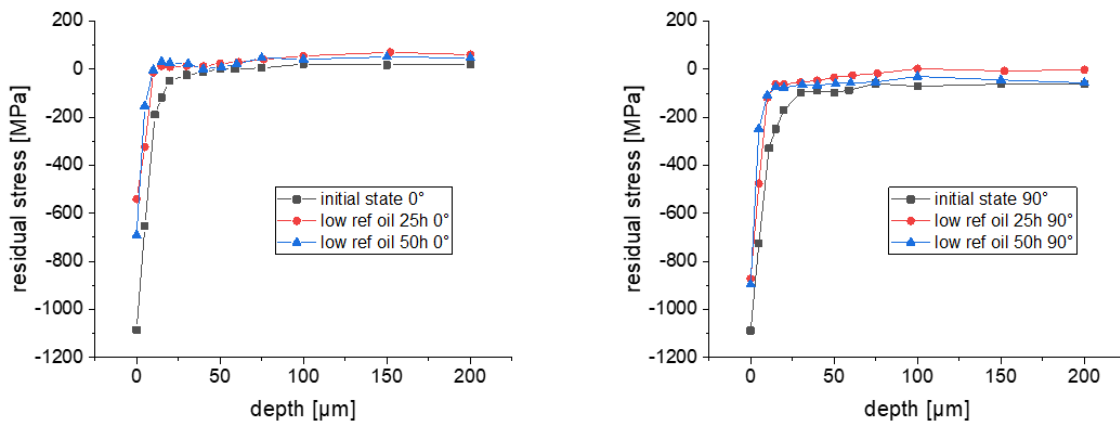 200
0
-200
-400
-600
-800
-1000
-1200
residual stress [MPa]
initial state 0°
low ref oil 25h 0°
low ref oil 50h 0°
0 50 100 150 200
depth [µm]
200
0
-200
-400
-600
-800
-1000
-1200
residual stress [MPa]
initial state 90°
low ref oil 25h 90°
low ref oil 50h 90°
0 50 100 150 200
depth [µm]